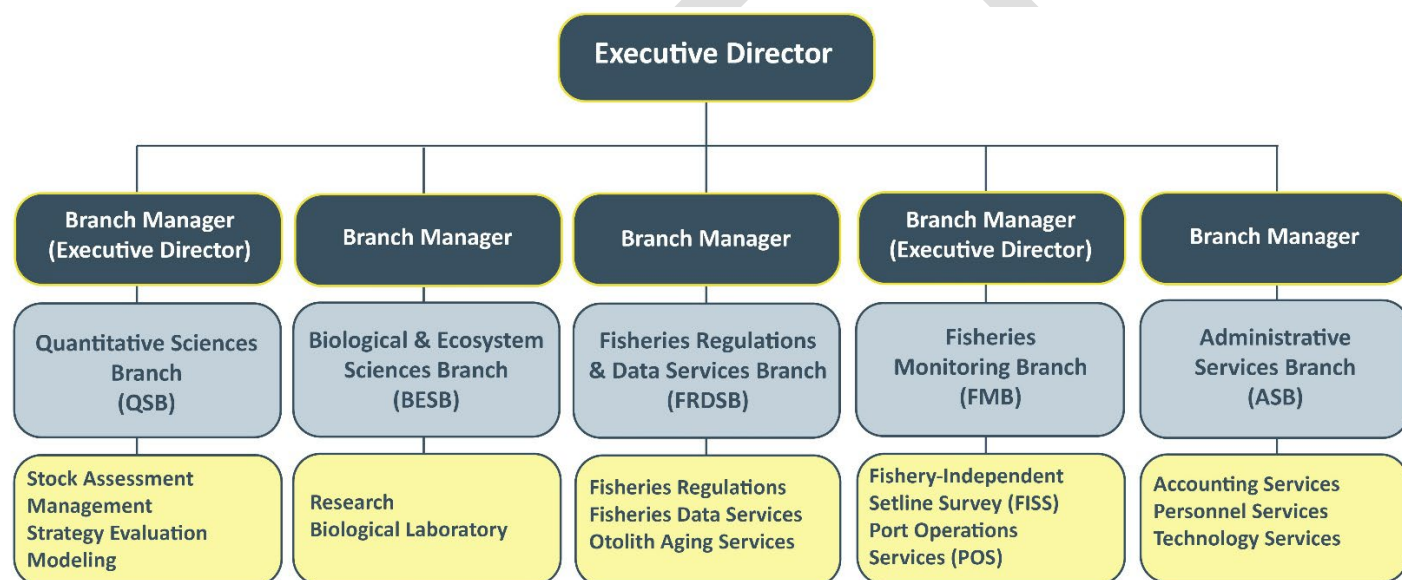 Executive Director
Branch Manager
(Executive Director)
Branch Manager
Branch Manager
Branch Manager
(Executive Director)
Branch Manager
Quantitative Sciences
Branch
(QSB)
Biological & Ecosystem
Sciences Branch
(BESB)
Fisheries Regulations
& Data Services Branch
(FRDSB)
Fisheries
Monitoring Branch
(FMB)
Administrative
Services Branch
(ASB)
Stock Assessment
Management
Strategy Evaluation
Modeling
Research
Biological Laboratory
Fisheries Regulations
Fisheries Data Services
Otolith Aging Services
Fishery-Independent
Setline Survey (FISS)
Port Operations
Services (POS)
Accounting Services
Personnel Services
Technology Services